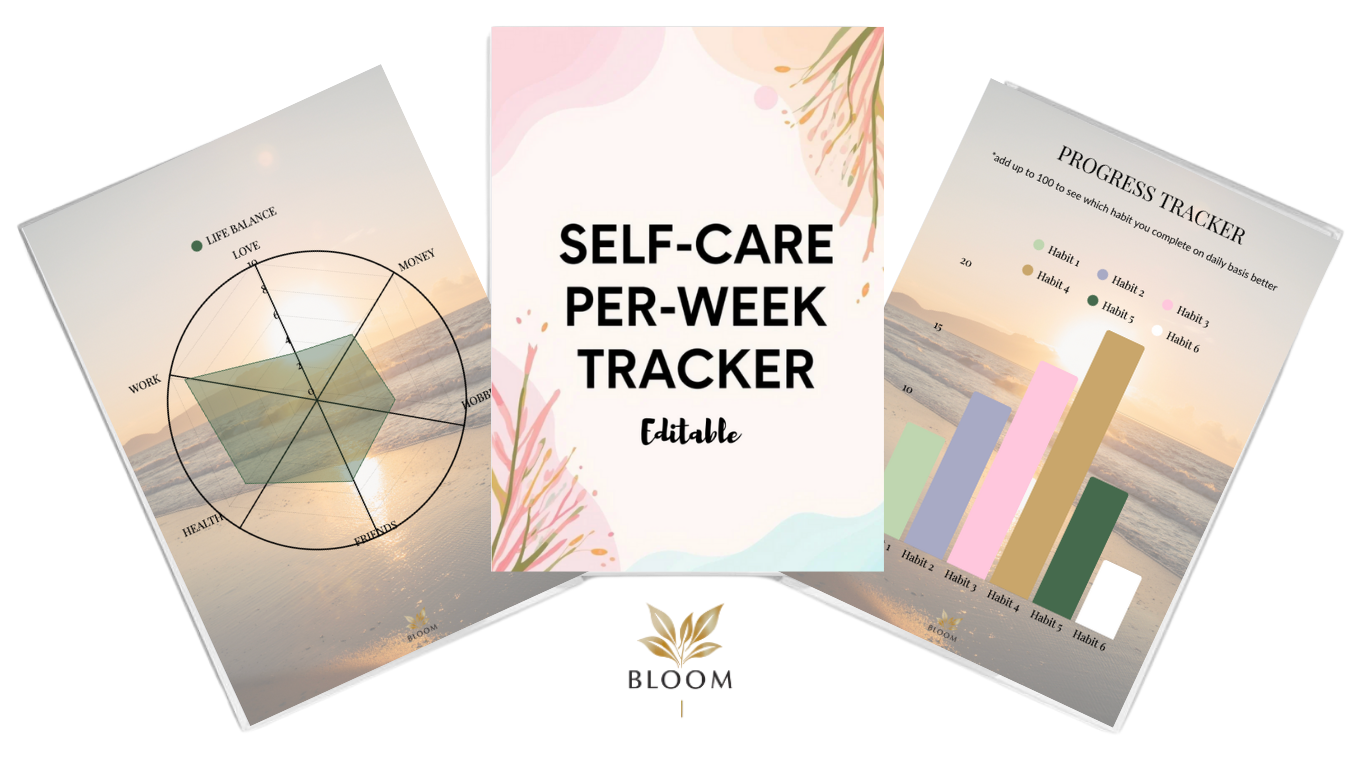 LIFE BALANCE
LOVE
MONEY
10
8
6
4
2
0
WORK
HEALTH
FRIENDS
BLOOM
SELF-CARE
PER-WEEK
TRACKER
Editable
BLOOM
PROGRESS TRACKER
*add up to 100 to see which habit you complete on daily basis better
Habit 1
Habit 2
Habit 3
Habit 4
Habit 5
Habit 6
20
15
10
1
Habit 2
Habit 3
Habit 4
Habit 5
Habit 6
BLOOM